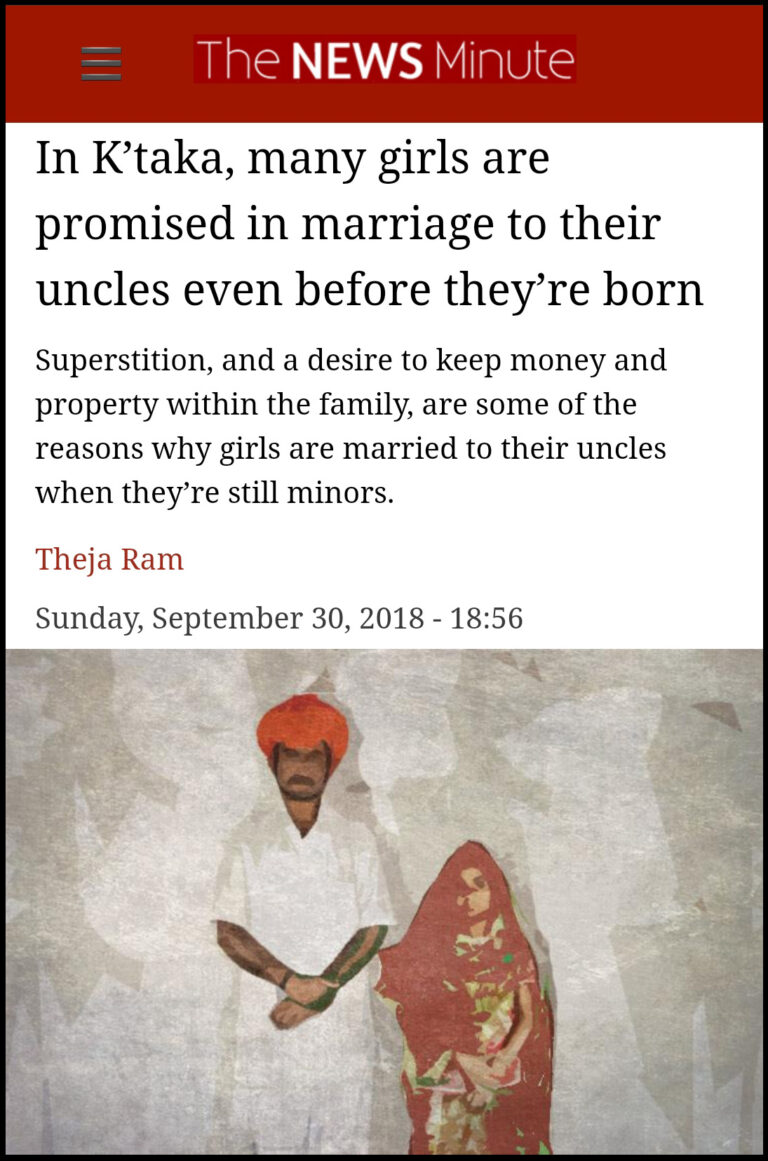 The NEWS Minute
In K’taka, many girls are
promised in marriage to their
uncles even before they’re born
Superstition, and a desire to keep money and
property within the family, are some of the
reasons why girls are married to their uncles
when they’re still minors.
Theja Ram
Sunday, September 30, 2018 - 18:56